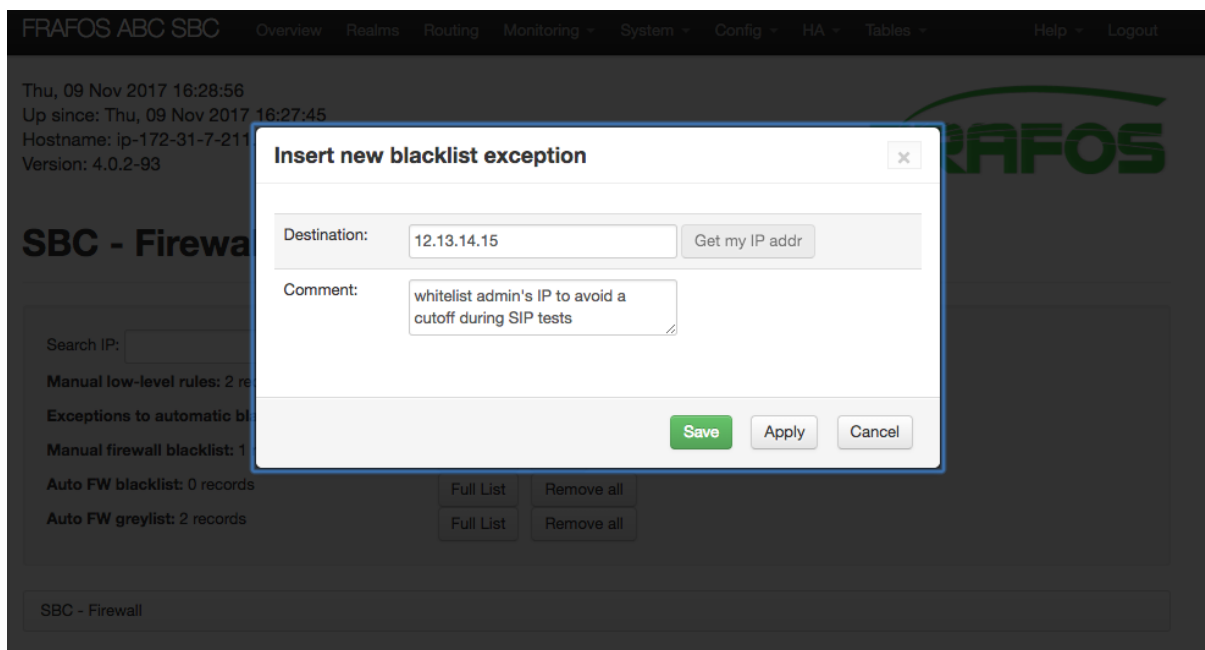 FRAFOS ABC SBC Overview Realms Routing Monitoring System Config HA Tables Help Logout
Thu, 09 Nov 2017 16:28:56
Up since: Thu, 09 Nov 2017 16:27:45
Hostname: ip-172-31-7-211
Version: 4.0.2-93
RAFOS
Insert new blacklist exception
×
SBC - Firewa
Destination: 12.13.14.15 Get my IP addr
Comment: whitelist admin's IP to avoid a
cutoff during SIP tests
Search IP:
Manual low-level rules: 2 re
Exceptions to automatic bla
Manual firewall blacklist: 1
Save Apply Cancel
Auto FW blacklist: 0 records Full List Remove all
Auto FW greylist: 2 records Full List Remove all
SBC - Firewall